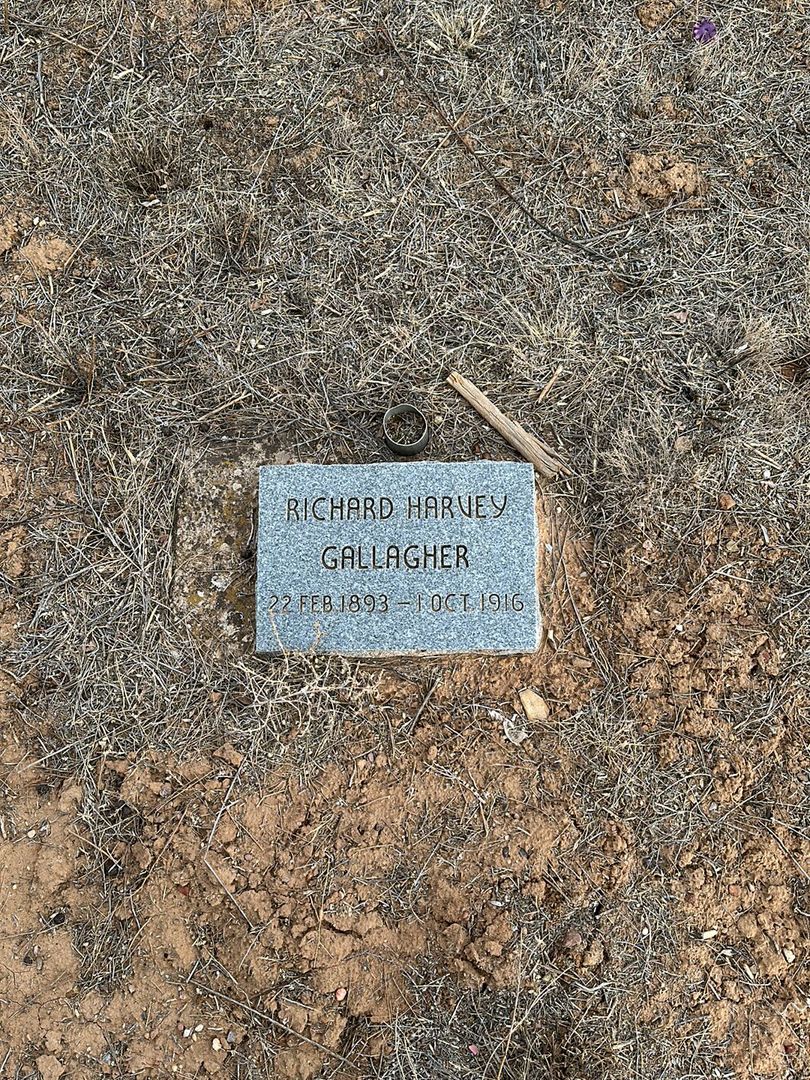 RICHARD HARVEY
GALLAGHER
22 FEB. 1893 – 1 OCT. 1916